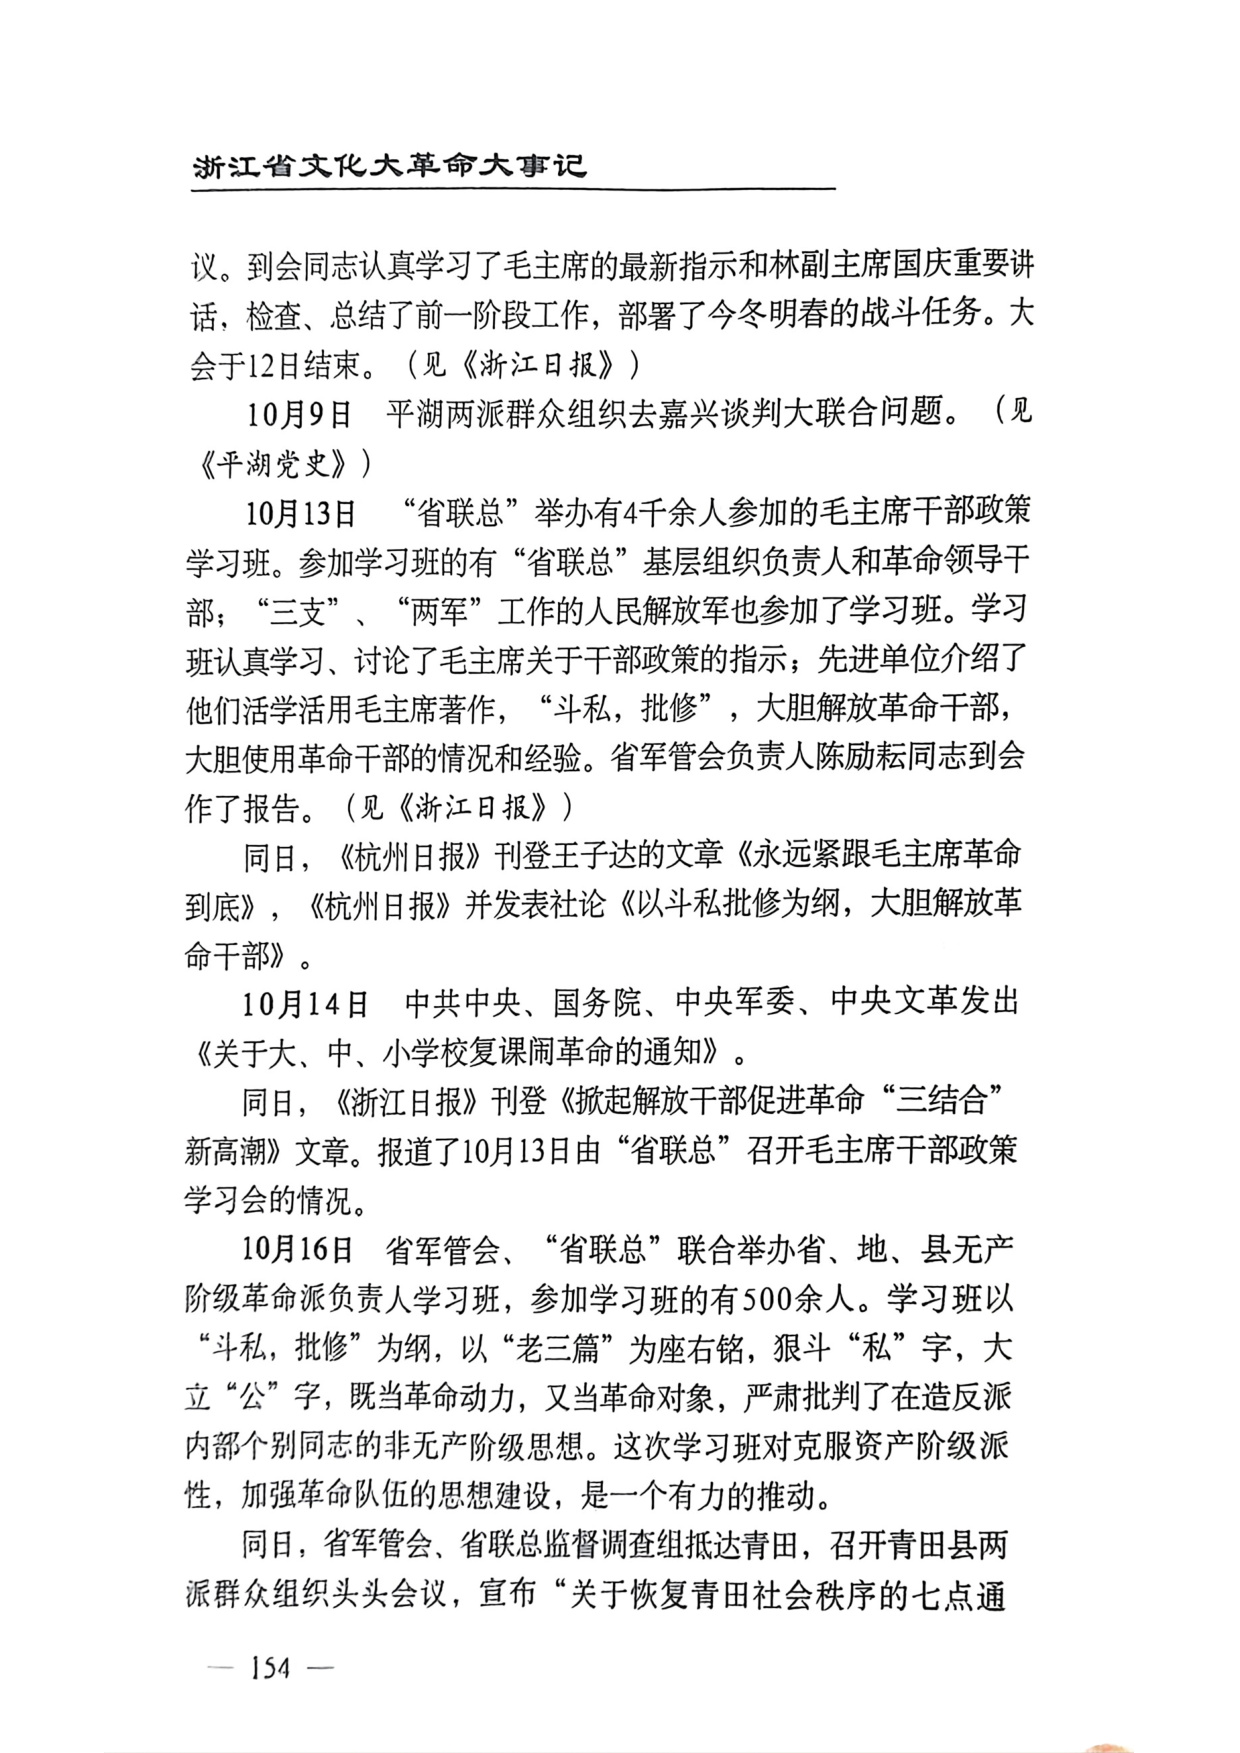 浙江省文化大革命大事记
议。到会同志认真学习了毛主席的最新指示和林副主席国庆重要讲
话，检查、总结了前一阶段工作，部署了今冬明春的战斗任务。大
会于12日结束。（见《浙江日报》）
10月9日　平湖两派群众组织去嘉兴谈判大联合问题。（见
《平湖党史》）
10月13日　“省联总”举办有4千余人参加的毛主席干部政策
学习班。参加学习班的有“省联总”基层组织负责人和革命领导干
部；“三支”、“两军”工作的人民解放军也参加了学习班。学习
班认真学习、讨论了毛主席关于干部政策的指示；先进单位介绍了
他们活学活用毛主席著作，“斗私，批修”，大胆解放革命干部，
大胆使用革命干部的情况和经验。省军管会负责人陈励耘同志到会
作了报告。（见《浙江日报》）
同日，《杭州日报》刊登王子达的文章《永远紧跟毛主席革命
到底》，《杭州日报》并发表社论《以斗私批修为纲，大胆解放革
命干部》。
10月14日　中共中央、国务院、中央军委、中央文革发出
《关于大、中、小学校复课闹革命的通知》。
同日，《浙江日报》刊登《掀起解放干部促进革命“三结合”
新高潮》文章。报道了10月13日由“省联总”召开毛主席干部政策
学习会的情况。
10月16日　省军管会、“省联总”联合举办省、地、县无产
阶级革命派负责人学习班，参加学习班的有500余人。学习班以
“斗私，批修”为纲，以“老三篇”为座右铭，狠斗“私”字，大
立“公”字，既当革命动力，又当革命对象，严肃批判了在造反派
内部个别同志的非无产阶级思想。这次学习班对克服资产阶级派
性，加强革命队伍的思想建设，是一个有力的推动。
同日，省军管会、省联总监督调查组抵达青田，召开青田县两
派群众组织头头会议，宣布“关于恢复青田社会秩序的七点通
— 154 —